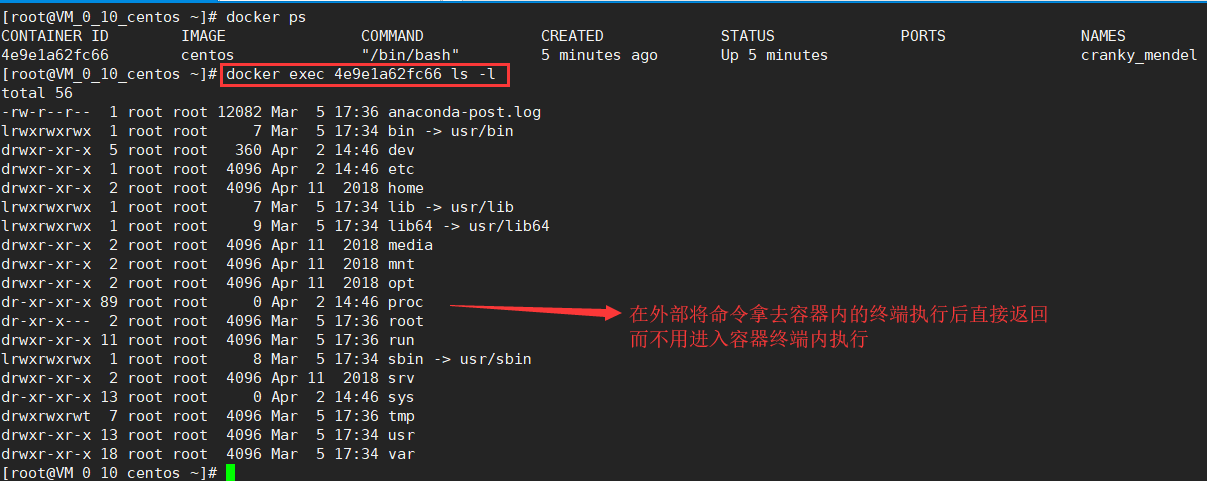 [root@VM_0_10_centos ~]# docker ps
CONTAINER ID        IMAGE               COMMAND             CREATED             STATUS              PORTS               NAMES
4e9e1a62fc66        centos              "/bin/bash"         5 minutes ago       Up 5 minutes                            cranky_mendel
[root@VM_0_10_centos ~]# docker exec 4e9e1a62fc66 ls -l
total 56
-rw-r--r--  1 root root 12082 Mar  5 17:36 anaconda-post.log
lrwxrwxrwx  1 root root     7 Mar  5 17:34 bin -> usr/bin
drwxr-xr-x  5 root root   360 Apr  2 14:46 dev
drwxr-xr-x  1 root root  4096 Apr  2 14:46 etc
drwxr-xr-x  2 root root  4096 Apr 11  2018 home
lrwxrwxrwx  1 root root     7 Mar  5 17:34 lib -> usr/lib
lrwxrwxrwx  1 root root     9 Mar  5 17:34 lib64 -> usr/lib64
drwxr-xr-x  2 root root  4096 Apr 11  2018 media
drwxr-xr-x  2 root root  4096 Apr 11  2018 mnt
drwxr-xr-x  2 root root  4096 Apr 11  2018 opt
dr-xr-xr-x 89 root root     0 Apr  2 14:46 proc
dr-xr-x---  2 root root  4096 Mar  5 17:36 root
drwxr-xr-x 11 root root  4096 Mar  5 17:36 run
lrwxrwxrwx  1 root root     8 Mar  5 17:34 sbin -> usr/sbin
drwxr-xr-x  2 root root  4096 Apr 11  2018 srv
dr-xr-xr-x 13 root root     0 Apr  2 14:46 sys
drwxrwxrwt  7 root root  4096 Mar  5 17:36 tmp
drwxr-xr-x 13 root root  4096 Mar  5 17:34 usr
drwxr-xr-x 18 root root  4096 Mar  5 17:34 var
[root@VM_0_10_centos ~]#
在外部将命令拿去容器内的终端执行后直接返回
而不用进入容器终端内执行